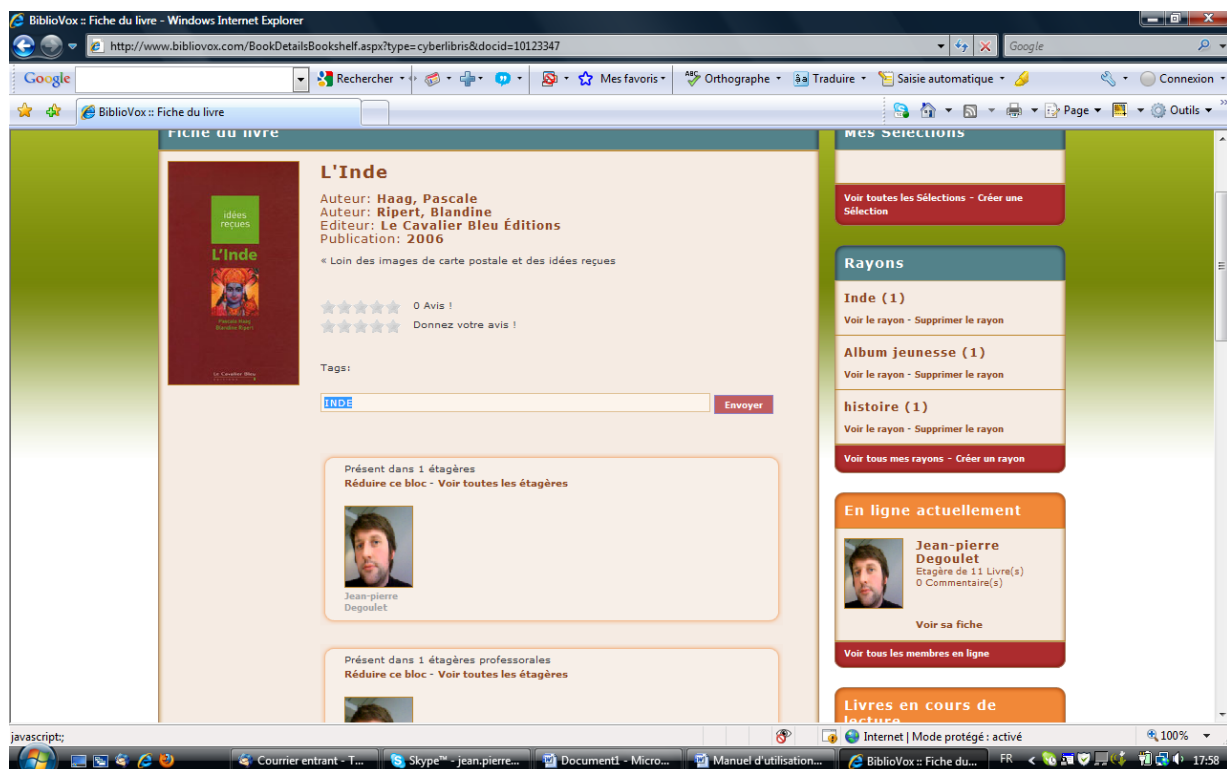 BiblioVox :: Fiche du livre - Windows Internet Explorer
http://www.bibliovox.com/BookDetailsBookshelf.aspx?type=cyberlibris&docid=10123347
Google
Google
Rechercher
Mes favoris
Orthographe
Traduire
Saisie automatique
Connexion
BiblioVox :: Fiche du livre
Page
Outils
Fiche du livre
idées
reçues
L'Inde
Pascale Haag
Blandine Ripert
Le Cavalier Bleu
L'Inde
Auteur: Haag, Pascale
Auteur: Ripert, Blandine
Editeur: Le Cavalier Bleu Éditions
Publication: 2006
« Loin des images de carte postale et des idées reçues
0 Avis !
Donnez votre avis !
Tags:
INDE
Envoyer
Présent dans 1 étagères
Réduire ce bloc - Voir toutes les étagères
Jean-pierre
Degoulet
Présent dans 1 étagères professorales
Réduire ce bloc - Voir toutes les étagères
Mes Sélections
Voir toutes les Sélections - Créer une
Sélection
Rayons
Inde (1)
Voir le rayon - Supprimer le rayon
Album jeunesse (1)
Voir le rayon - Supprimer le rayon
histoire (1)
Voir le rayon - Supprimer le rayon
Voir tous mes rayons - Créer un rayon
En ligne actuellement
Jean-pierre
Degoulet
Etagère de 11 Livre(s)
0 Commentaire(s)
Voir sa fiche
Voir tous les membres en ligne
Livres en cours de
lecture
javascript:;
Internet | Mode protégé : activé
100%
Courrier entrant - T...
Skype™ - jean.pierre...
Document1 - Micro...
Manuel d'utilisation...
BiblioVox :: Fiche du...
FR
17:58